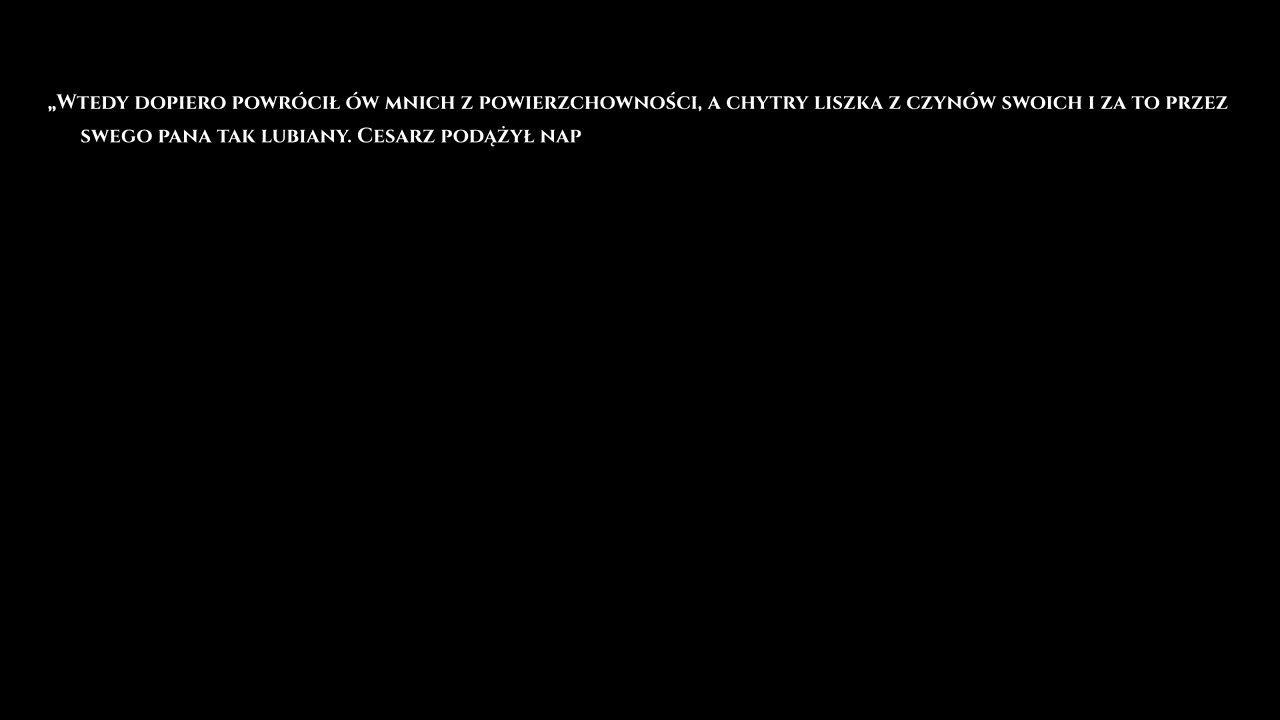 „Wtedy dopiero powrócił ów mnich z powierzchowności, a chytry liszka z czynów swoich i za to przez
swego pana tak lubiany. Cesarz podążył nap